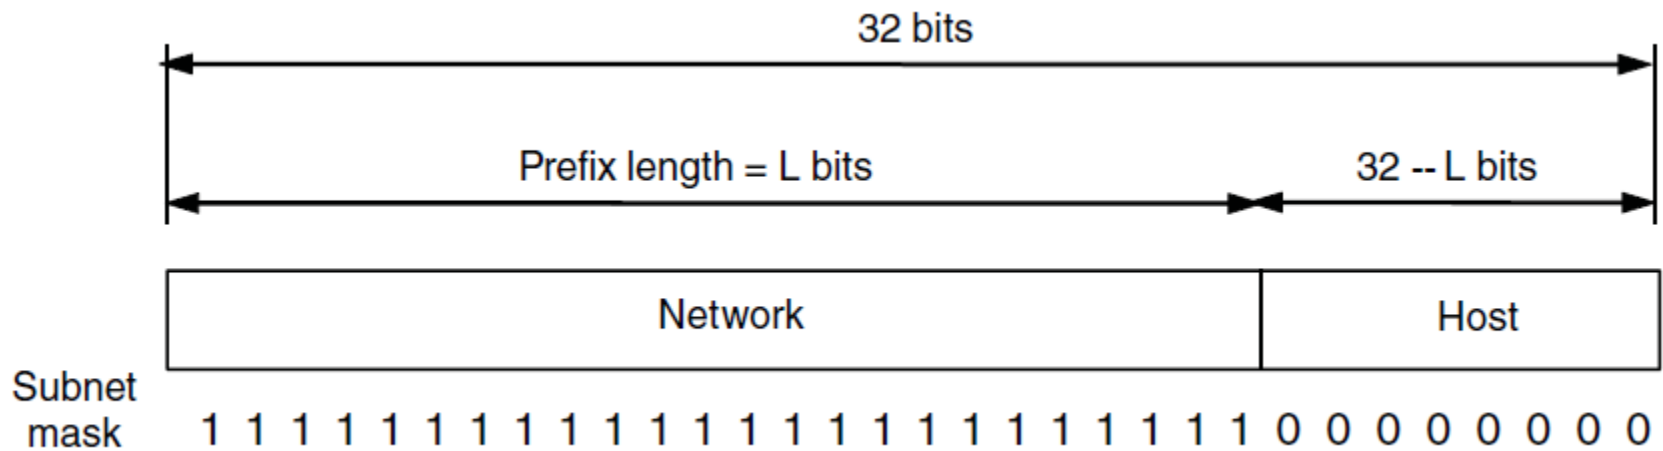 32 bits
Prefix length = L bits 32 -- L bits
Network Host
Subnet
mask 1 1 1 1 1 1 1 1 1 1 1 1 1 1 1 1 1 1 1 1 1 1 1 1 0 0 0 0 0 0 0 0